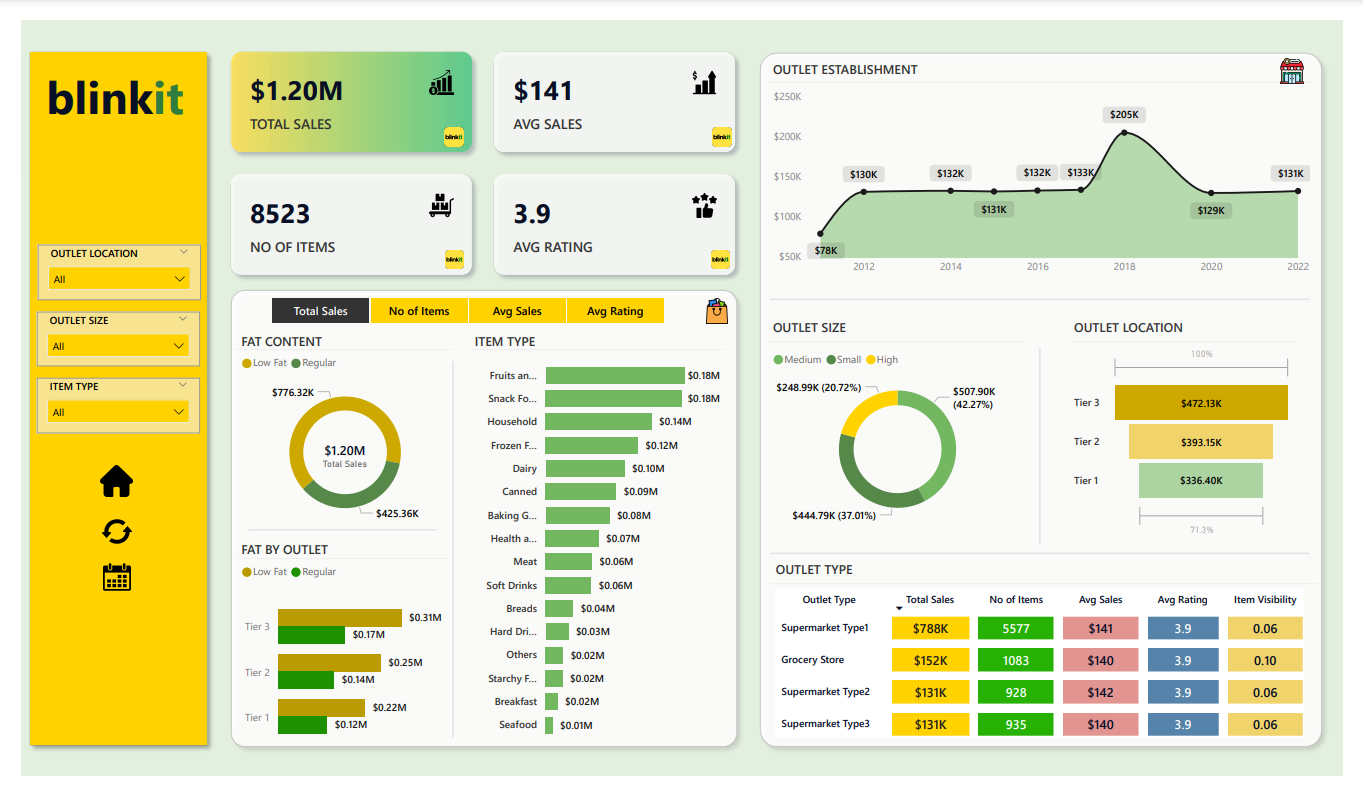 blinkit
OUTLET LOCATION
All
OUTLET SIZE
All
ITEM TYPE
All
$1.20M
TOTAL SALES
blinkit
$141
AVG SALES
blinkit
8523
NO OF ITEMS
blinkit
3.9
AVG RATING
blinkit
Total Sales No of Items Avg Sales Avg Rating
FAT CONTENT
Low Fat Regular
$776.32K
$1.20M
Total Sales
$425.36K
FAT BY OUTLET
Low Fat Regular
Tier 3 $0.31M
$0.17M
Tier 2 $0.25M
$0.14M
Tier 1 $0.22M
$0.12M
ITEM TYPE
Fruits an... $0.18M
Snack Fo... $0.18M
Household $0.14M
Frozen F... $0.12M
Dairy $0.10M
Canned $0.09M
Baking G... $0.08M
Health a... $0.07M
Meat $0.06M
Soft Drinks $0.06M
Breads $0.04M
Hard Dri... $0.03M
Others $0.02M
Starchy F... $0.02M
Breakfast $0.02M
Seafood $0.01M
OUTLET ESTABLISHMENT
$250K
$200K
$150K
$100K
$50K
$78K
$130K
$132K
$131K
$132K
$133K
$205K
$129K
$131K
2012 2014 2016 2018 2020 2022
OUTLET SIZE
Medium Small High
$248.99K (20.72%)
$507.90K
(42.27%)
$444.79K (37.01%)
OUTLET LOCATION
100%
Tier 3 $472.13K
Tier 2 $393.15K
Tier 1 $336.40K
71.3%
OUTLET TYPE
Outlet Type Total Sales No of Items Avg Sales Avg Rating Item Visibility
Supermarket Type1 $788K 5577 $141 3.9 0.06
Grocery Store $152K 1083 $140 3.9 0.10
Supermarket Type2 $131K 928 $142 3.9 0.06
Supermarket Type3 $131K 935 $140 3.9 0.06